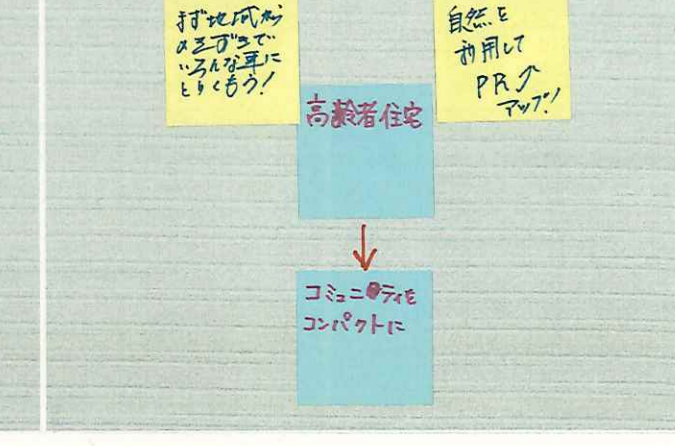 まず地域が
いろんな事に
とりくもう！
自然を
利用して
PR↗
アップ！
高齢者住宅
コミュニティを
コンパクトに